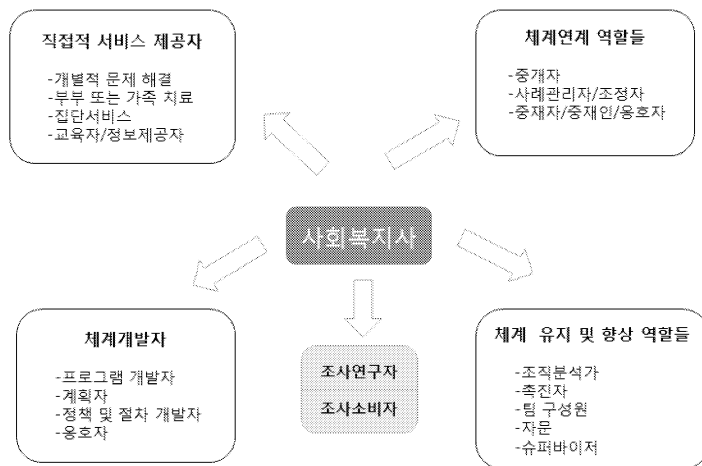 직접적 서비스 제공자
-개별적 문제 해결
-부부 또는 가족 치료
-집단서비스
-교육자/정보제공자
체계연계 역할들
-중개자
-사례관리자/조정자
-중재자/중재인/옹호자
사회복지사
체계개발자
-프로그램 개발자
-계획자
-정책 및 절차 개발자
-옹호자
조사연구자
조사소비자
체계 유지 및 향상 역할들
-조직분석가
-촉진자
-팀 구성원
-자문
-슈퍼바이저